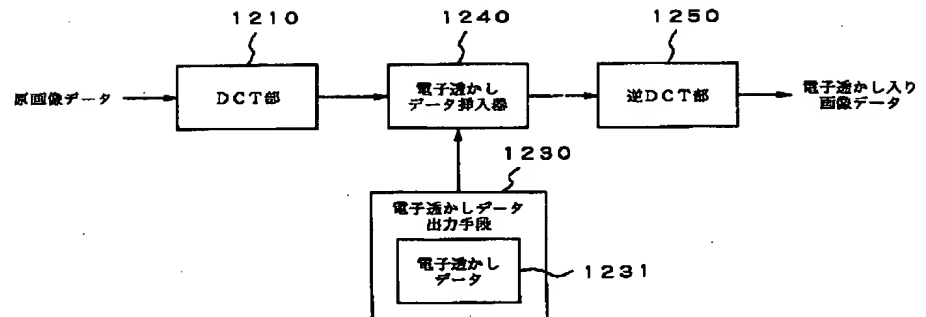 1210
1240
1250
原画像データ
DCT部
電子透かし
データ挿入器
逆DCT部
電子透かし入り
画像データ
1230
電子透かしデータ
出力手段
電子透かし
データ
1231